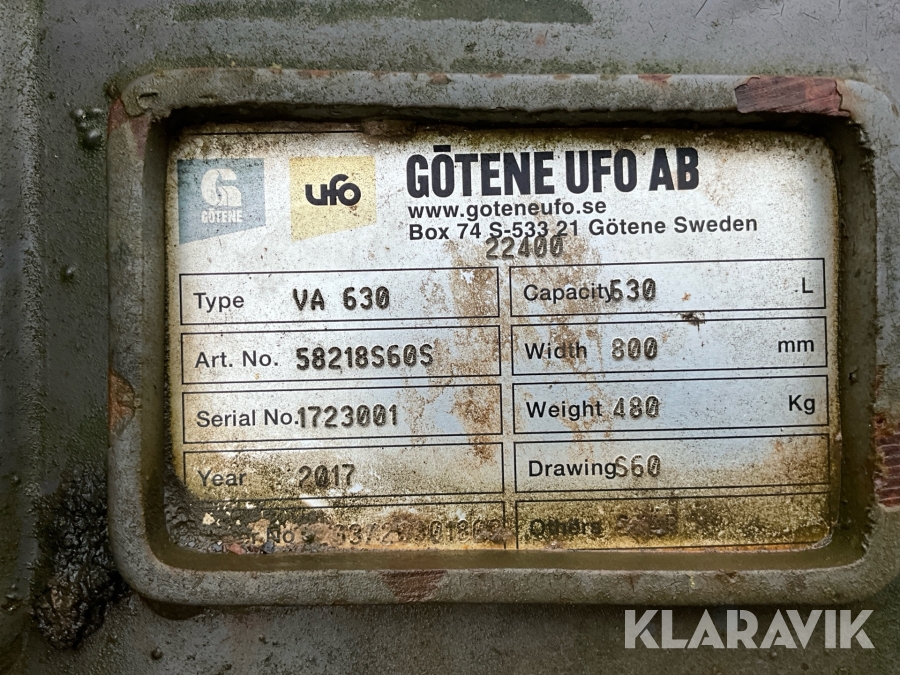 GÖTENE
ufo
GÖTENE UFO AB
www.goteneufo.se
Box 74 S-533 21 Götene Sweden
22400
Type VA 630
Capacity 630 L
Art. No. 58218S60S
Width 800 mm
Serial No. 1723001
Weight 480 Kg
Year 2017
Drawing S60
Others
KLARAVIK